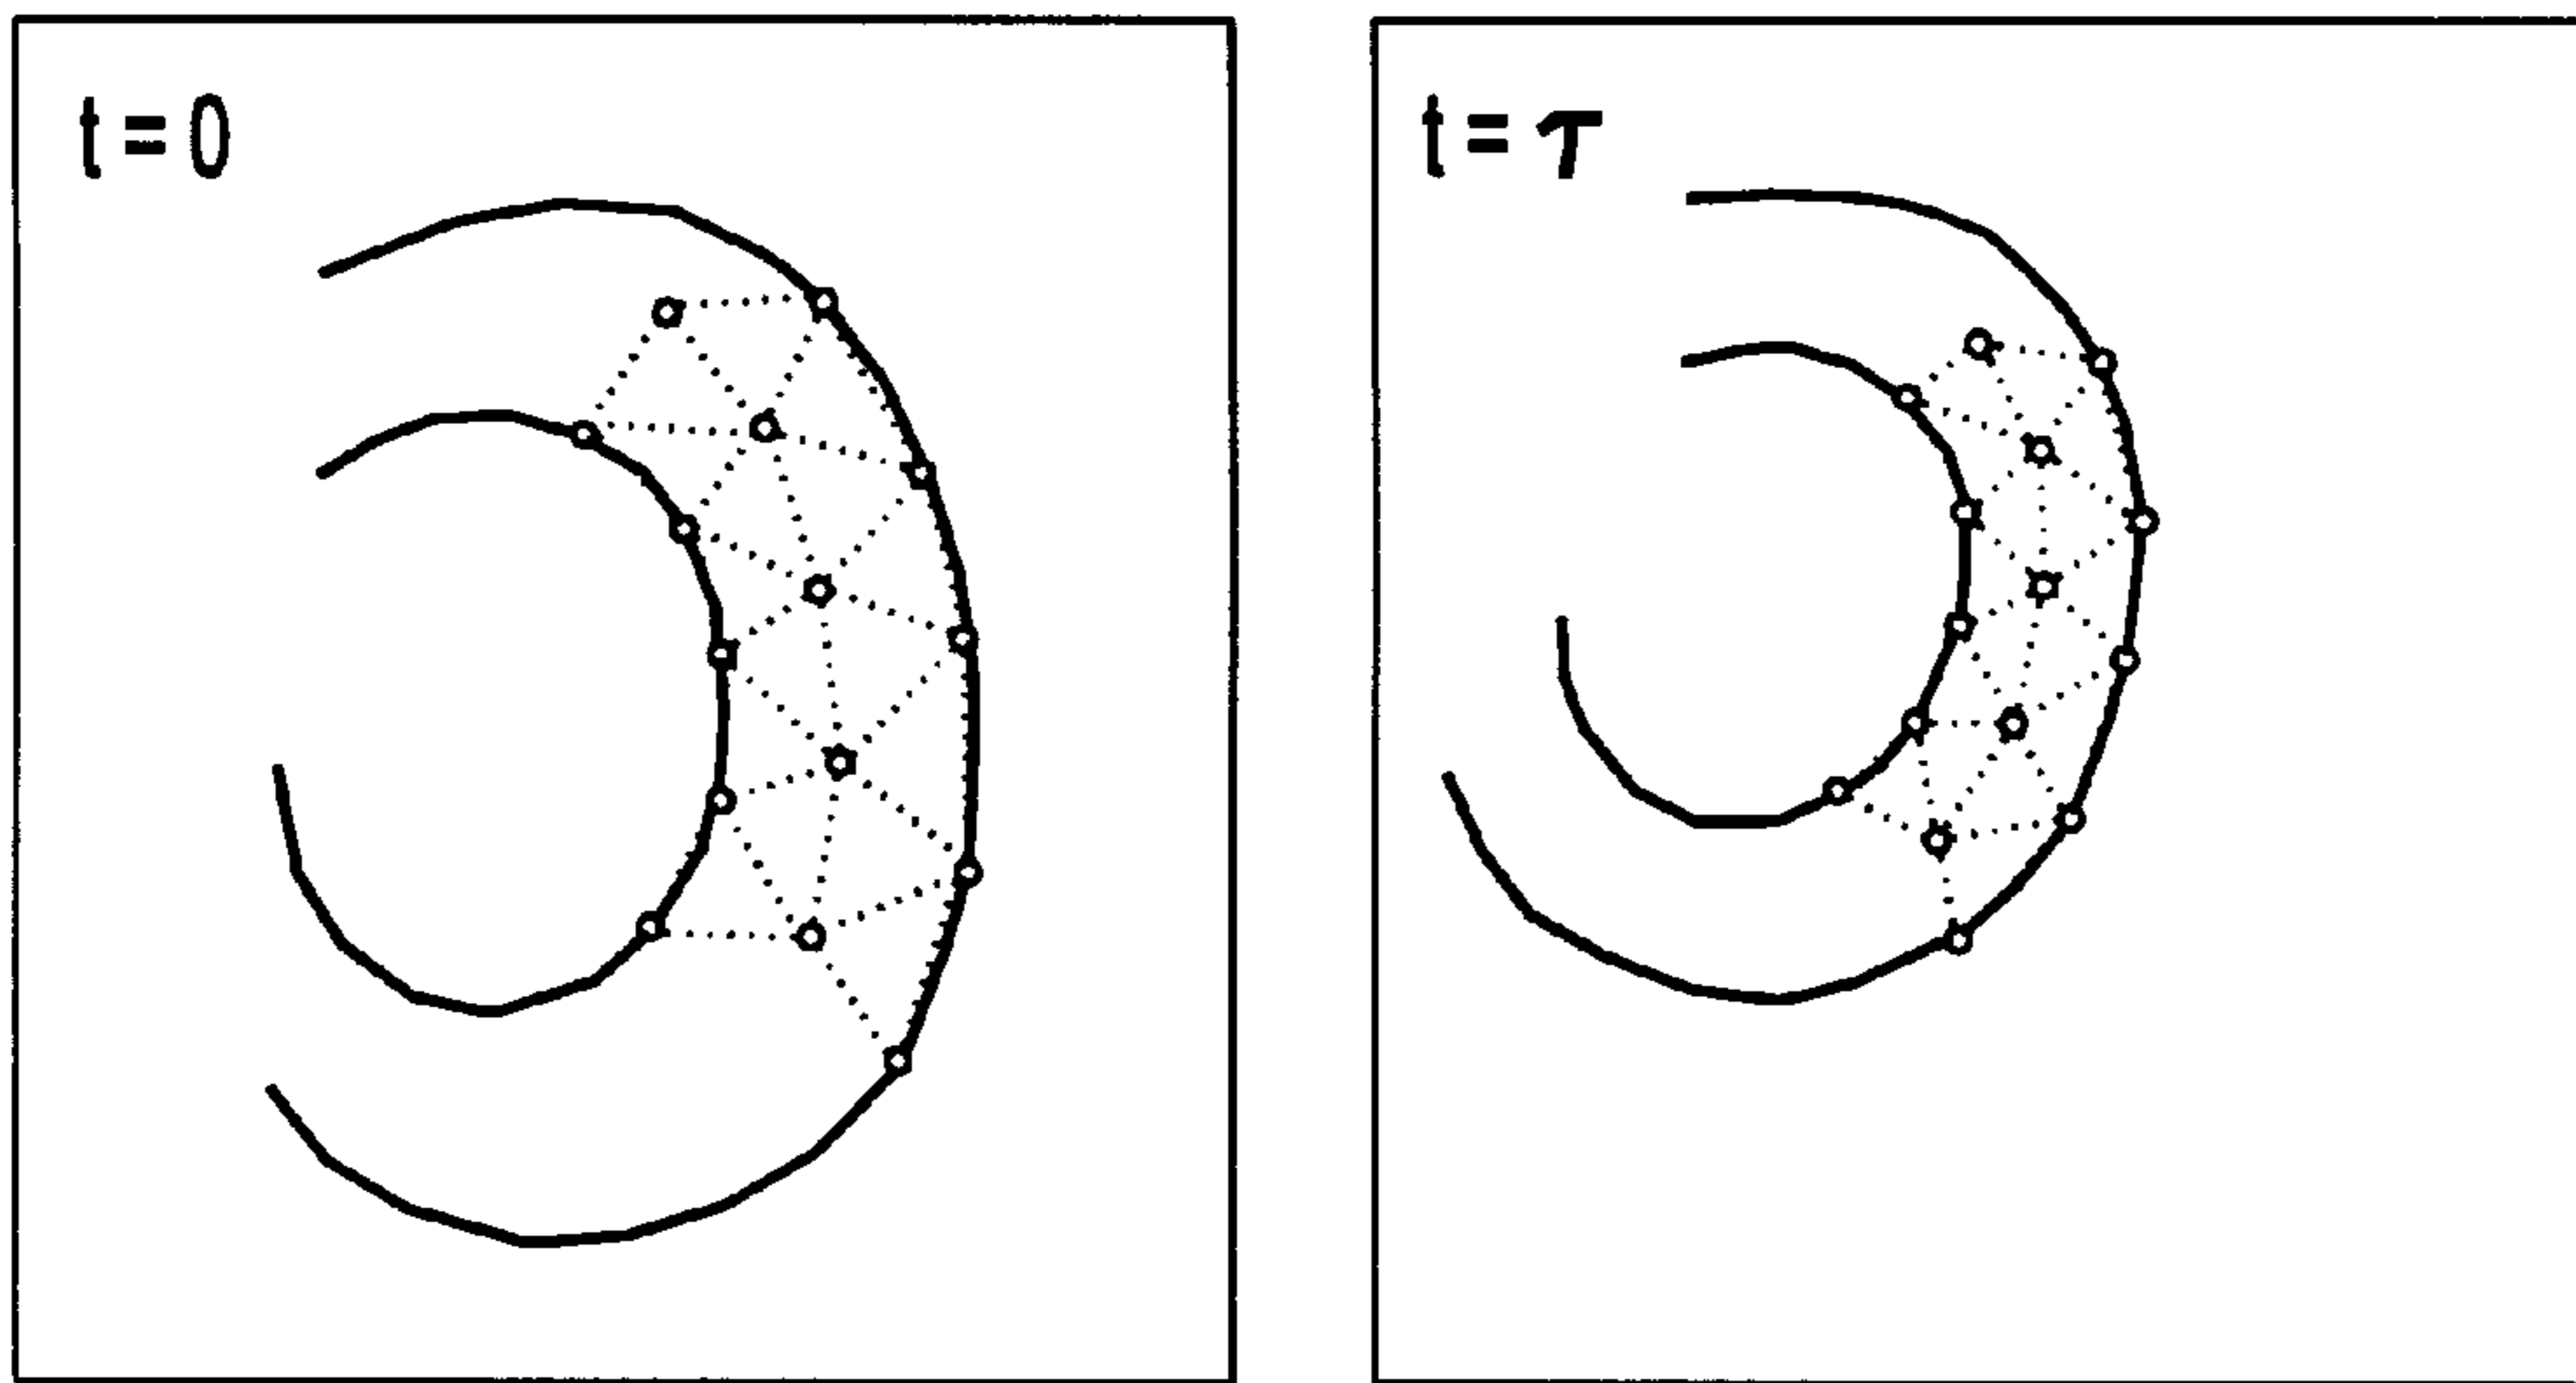 t = 0
t = τ